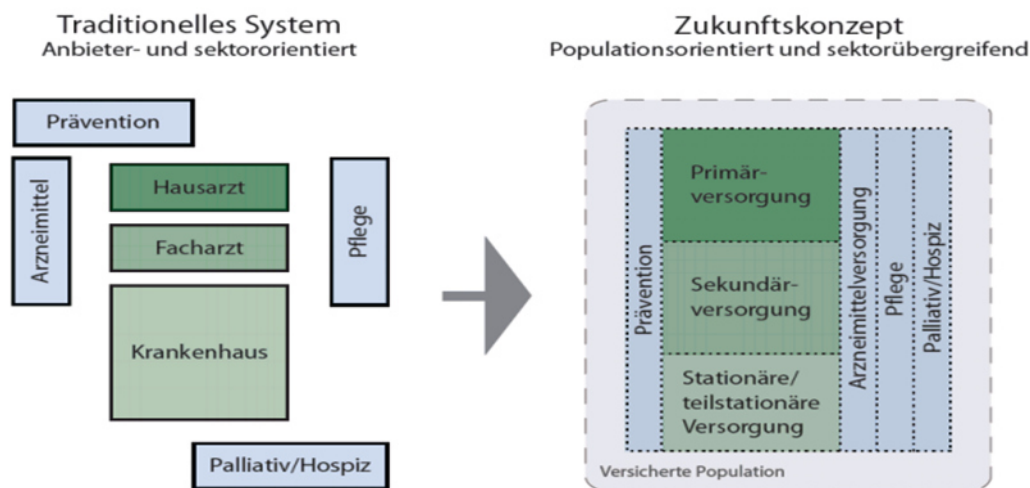 Traditionelles System
Anbieter- und sektororientiert
Prävention
Arzneimittel
Hausarzt
Facharzt
Krankenhaus
Pflege
Palliativ/Hospiz
Zukunftskonzept
Populationsorientiert und sektorübergreifend
Prävention
Primär-
versorgung
Sekundär-
versorgung
Stationäre/
teilstationäre
Versorgung
Arzneimittelversorgung
Pflege
Palliativ/Hospiz
Versicherte Population